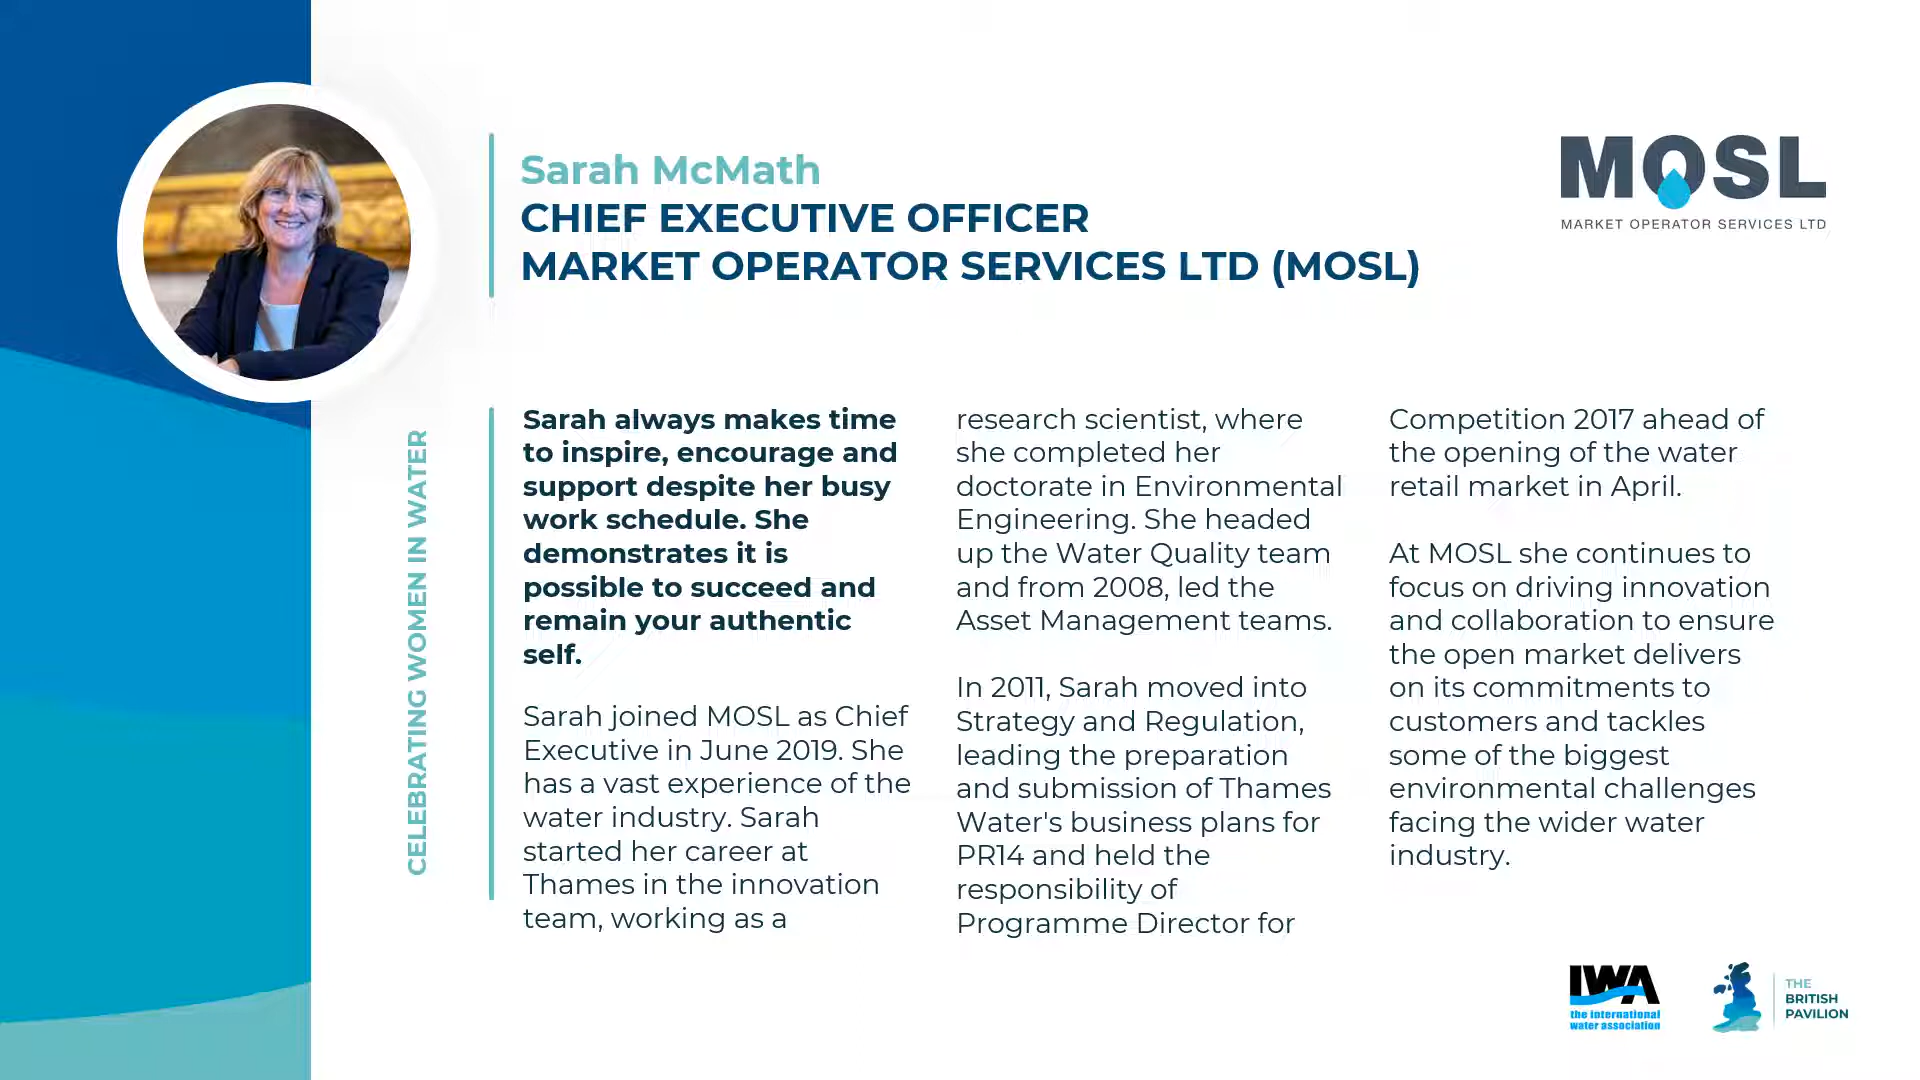 Sarah McMath
CHIEF EXECUTIVE OFFICER
MARKET OPERATOR SERVICES LTD (MOSL)
MOSL
MARKET OPERATOR SERVICES LTD
CELEBRATING WOMEN IN WATER
Sarah always makes time
to inspire, encourage and
support despite her busy
work schedule. She
demonstrates it is
possible to succeed and
remain your authentic
self.
Sarah joined MOSL as Chief
Executive in June 2019. She
has a vast experience of the
water industry. Sarah
started her career at
Thames in the innovation
team, working as a
research scientist, where
she completed her
doctorate in Environmental
Engineering. She headed
up the Water Quality team
and from 2008, led the
Asset Management teams.
In 2011, Sarah moved into
Strategy and Regulation,
leading the preparation
and submission of Thames
Water's business plans for
PR14 and held the
responsibility of
Programme Director for
Competition 2017 ahead of
the opening of the water
retail market in April.
At MOSL she continues to
focus on driving innovation
and collaboration to ensure
the open market delivers
on its commitments to
customers and tackles
some of the biggest
environmental challenges
facing the wider water
industry.
IWA
the international
water association
THE
BRITISH
PAVILION